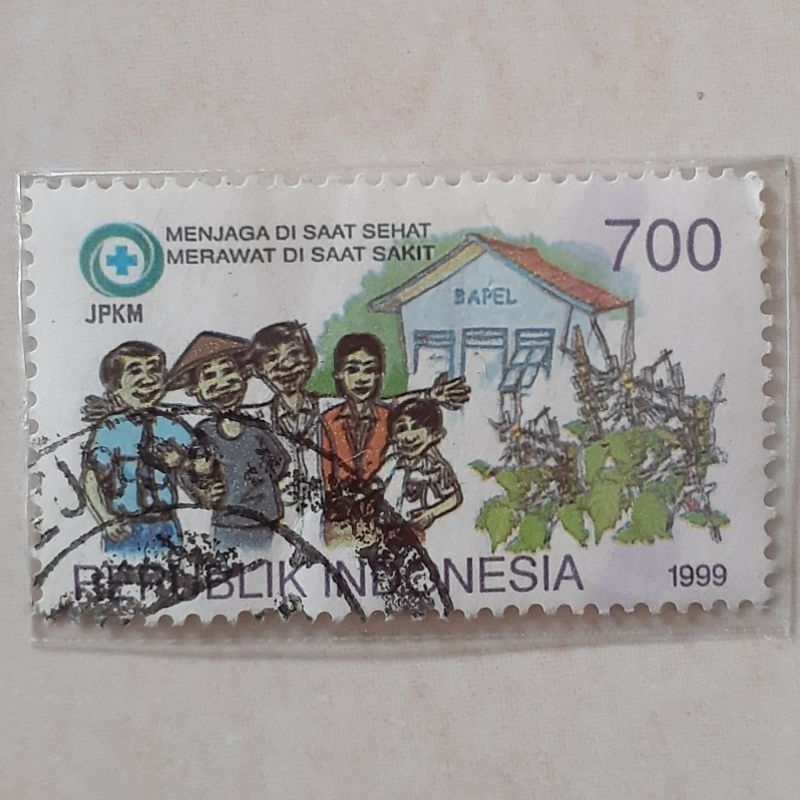 MENJAGA DI SAAT SEHAT
MERAWAT DI SAAT SAKIT
700
JPKM
BAPEL
REPUBLIK INDONESIA
1999